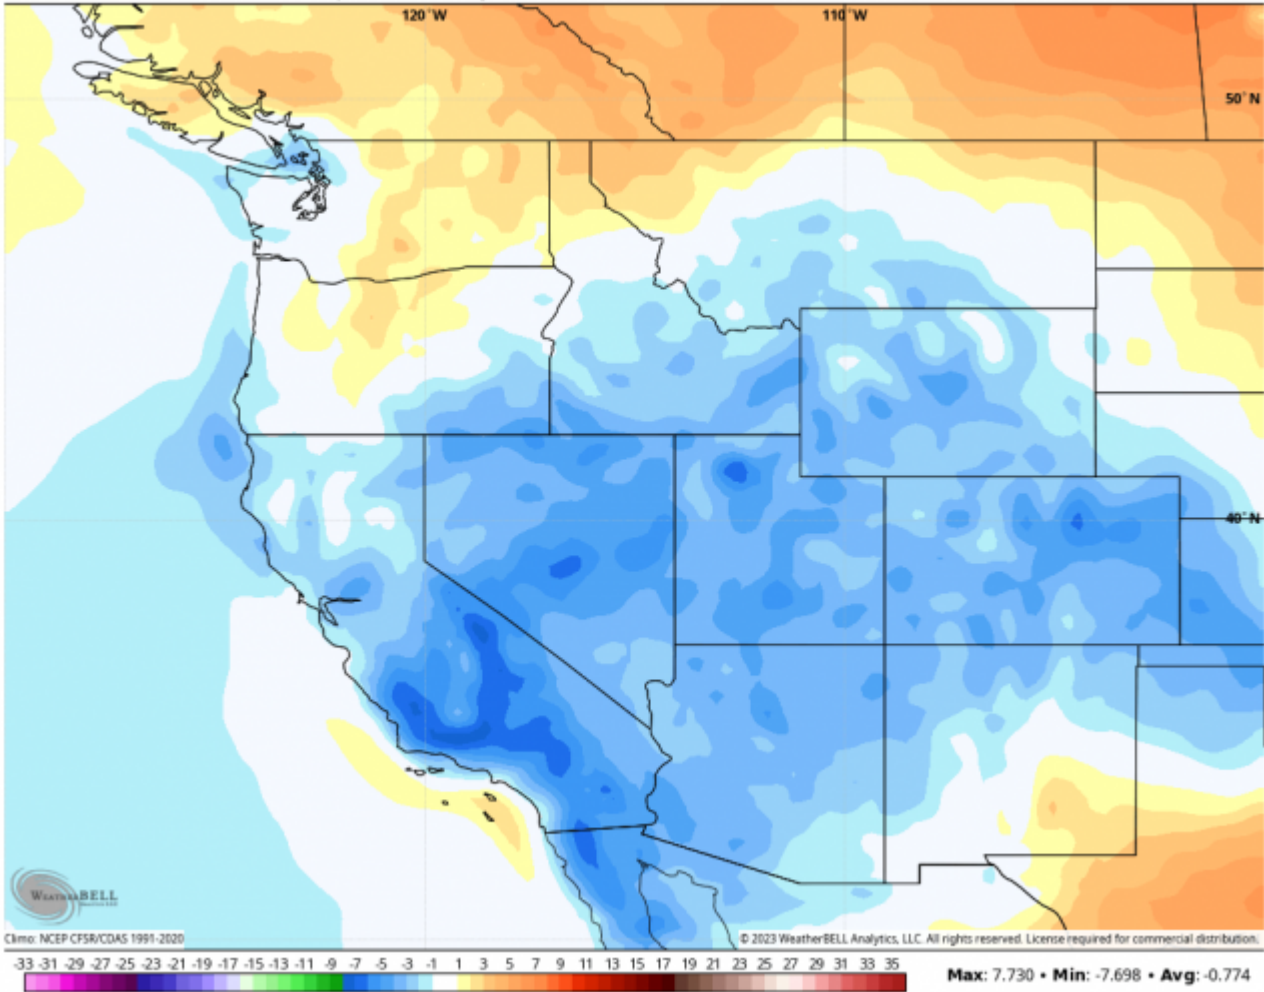 120°W
110°W
50°N
40°N
WEATHERBELL
Climo: NCEP CFSR/CDAS 1991-2020
© 2023 WeatherBELL Analytics, LLC. All rights reserved. License required for commercial distribution.
-33 -31 -29 -27 -25 -23 -21 -19 -17 -15 -13 -11 -9 -7 -5 -3 -1 1 3 5 7 9 11 13 15 17 19 21 23 25 27 29 31 33 35
Max: 7.730 • Min: -7.698 • Avg: -0.774